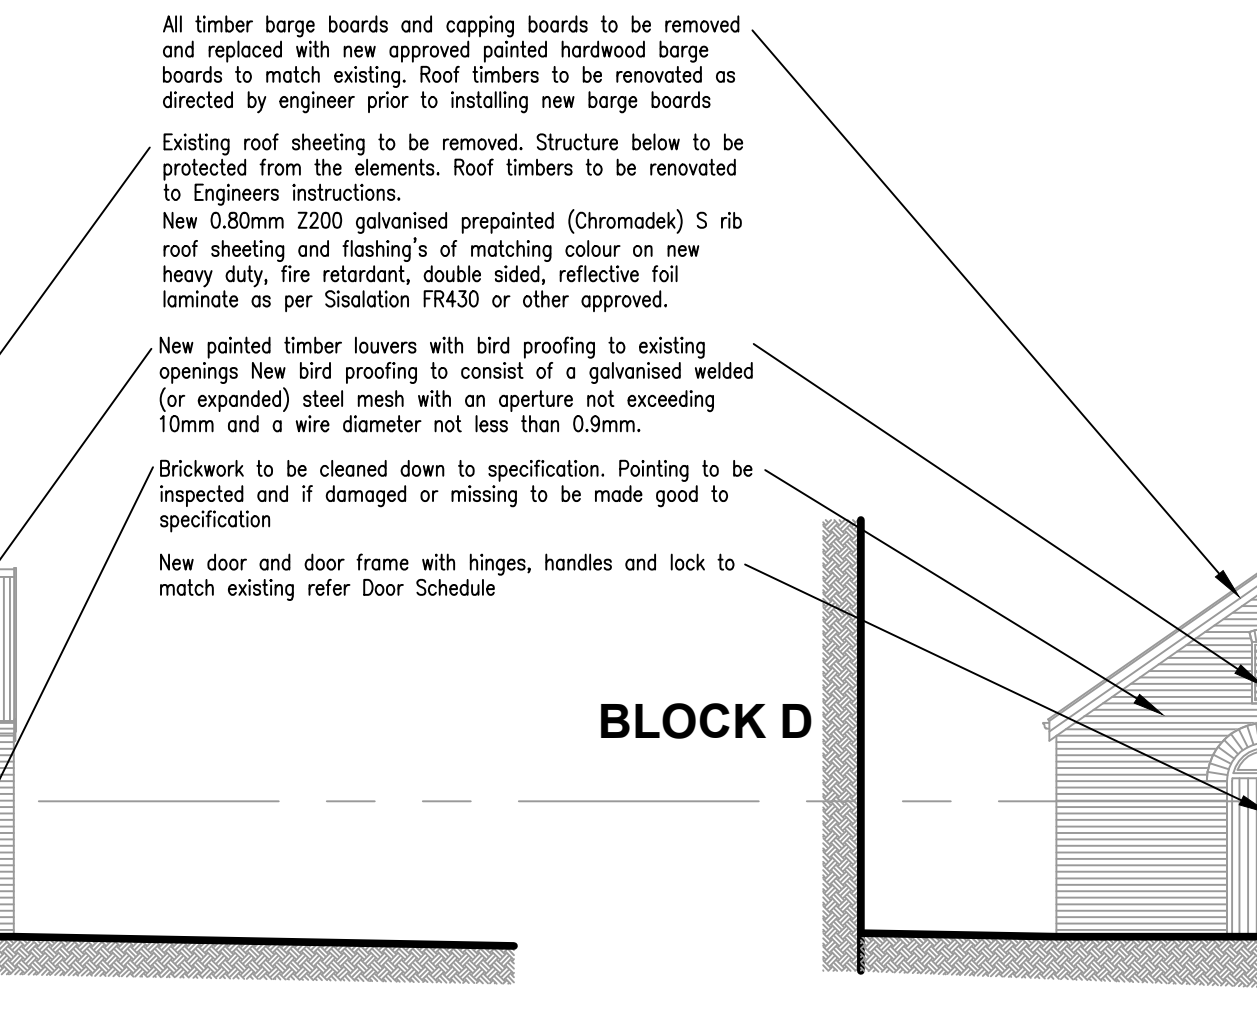 All timber barge boards and capping boards to be removed
and replaced with new approved painted hardwood barge
boards to match existing. Roof timbers to be renovated as
directed by engineer prior to installing new barge boards
Existing roof sheeting to be removed. Structure below to be
protected from the elements. Roof timbers to be renovated
to Engineers instructions.
New 0.80mm Z200 galvanised prepainted (Chromadek) S rib
roof sheeting and flashing's of matching colour on new
heavy duty, fire retardant, double sided, reflective foil
laminate as per Sisalation FR430 or other approved.
New painted timber louvers with bird proofing to existing
openings New bird proofing to consist of a galvanised welded
(or expanded) steel mesh with an aperture not exceeding
10mm and a wire diameter not less than 0.9mm.
Brickwork to be cleaned down to specification. Pointing to be
inspected and if damaged or missing to be made good to
specification
New door and door frame with hinges, handles and lock to
match existing refer Door Schedule
BLOCK D